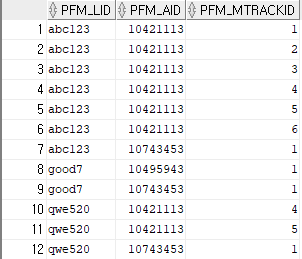 PFM_LID PFM_AID PFM_MTRACKID
1 abc123 10421113 1
2 abc123 10421113 2
3 abc123 10421113 3
4 abc123 10421113 4
5 abc123 10421113 5
6 abc123 10421113 6
7 abc123 10743453 1
8 good7 10495943 1
9 good7 10743453 1
10 qwe520 10421113 4
11 qwe520 10421113 5
12 qwe520 10743453 1